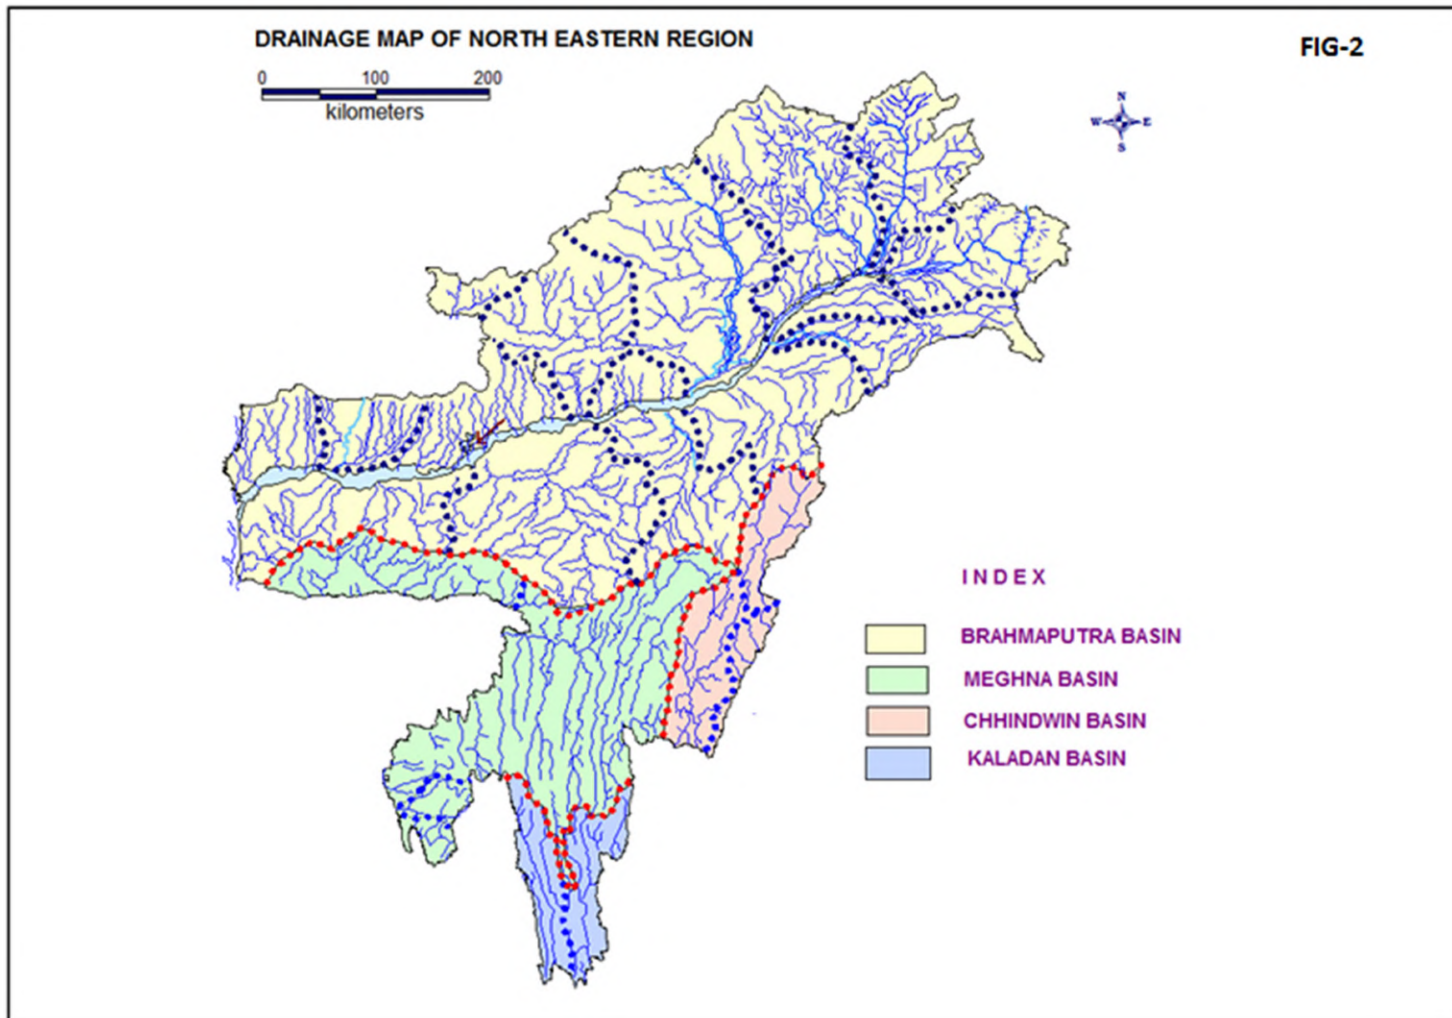 DRAINAGE MAP OF NORTH EASTERN REGION
FIG-2
0 100 200
kilometers
N
W E
S
INDEX
BRAHMAPUTRA BASIN
MEGHNA BASIN
CHHINDWIN BASIN
KALADAN BASIN